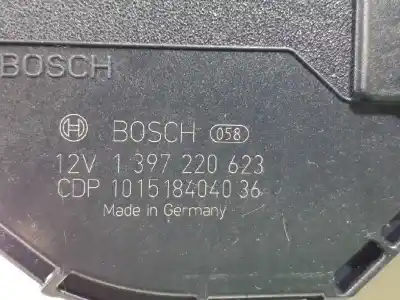 BOSCH
BOSCH 058
12V 1 397 220 623
CDP 1015184040 36
Made in Germany